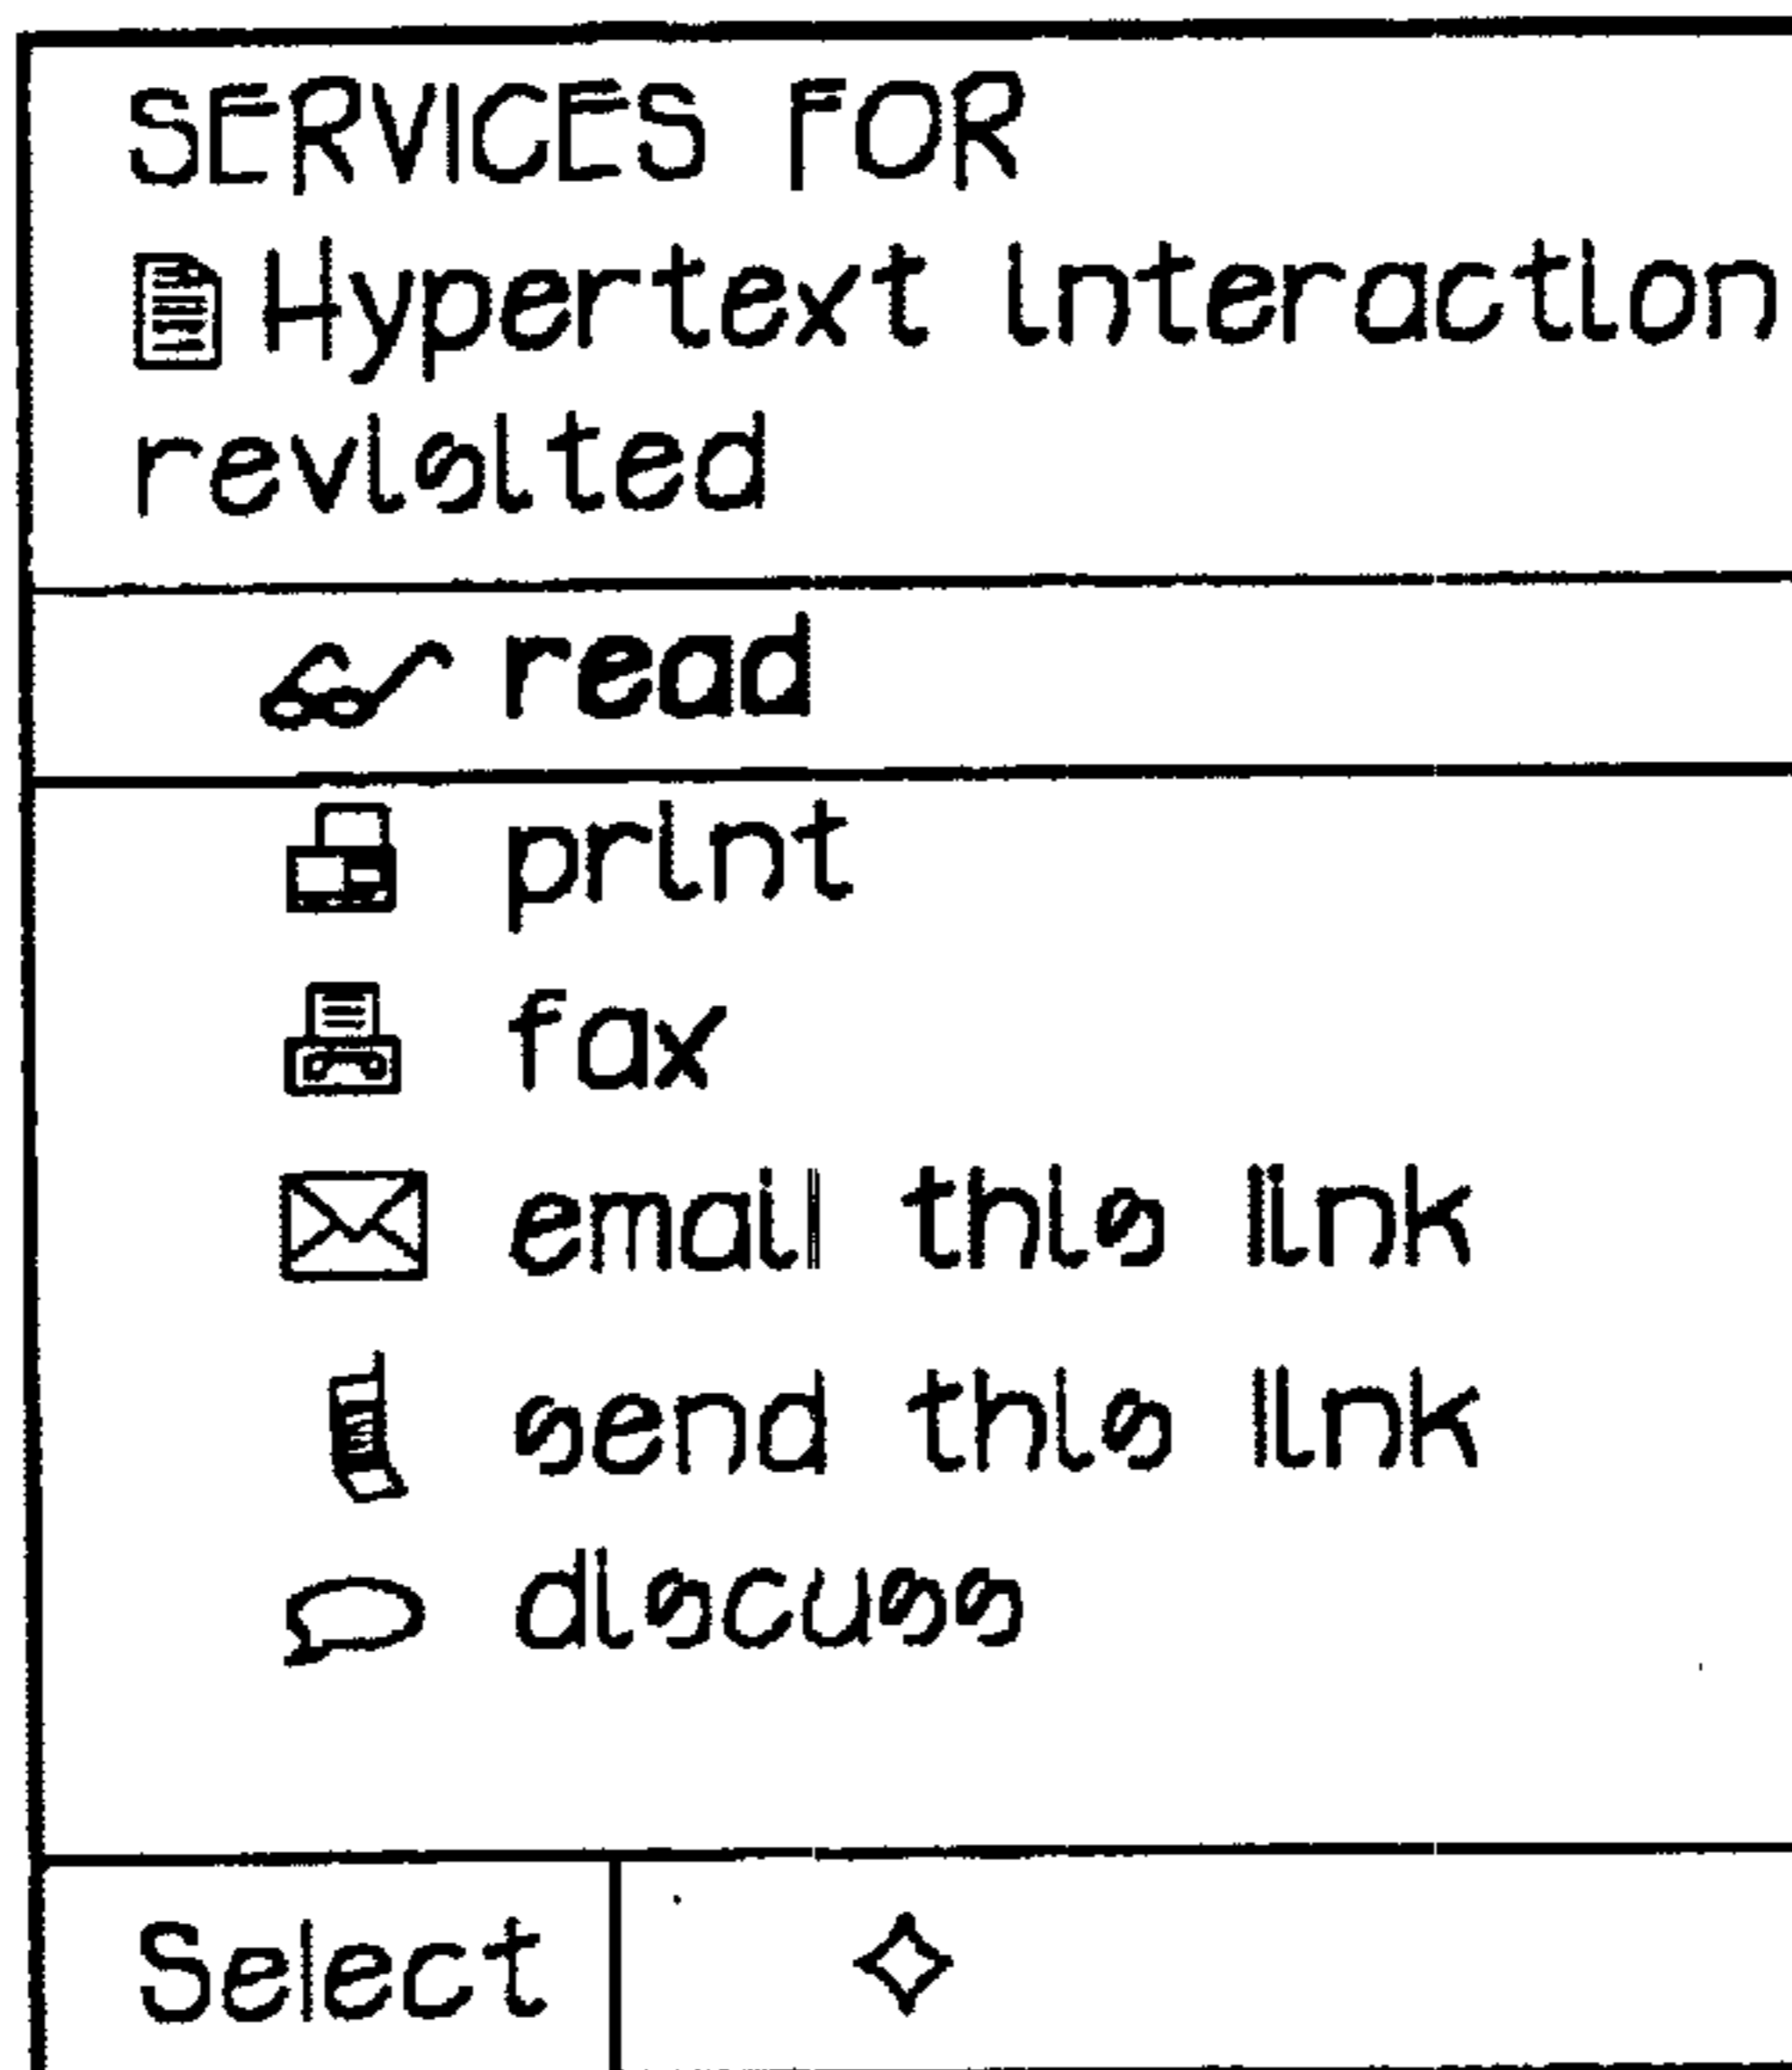 SERVICES FOR
Hypertext Interaction
revisited
read
print
fax
email this link
send this link
discuss
Select